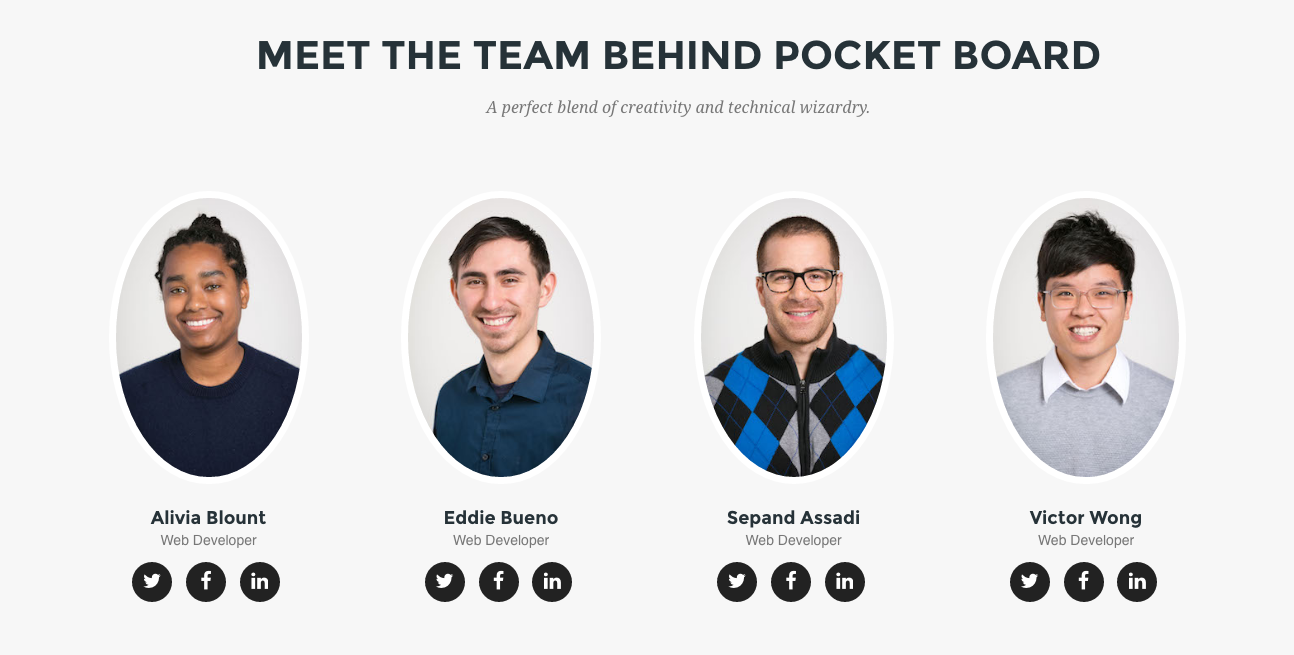 MEET THE TEAM BEHIND POCKET BOARD
A perfect blend of creativity and technical wizardry.
Alivia Blount
Web Developer
Eddie Bueno
Web Developer
Sepand Assadi
Web Developer
Victor Wong
Web Developer